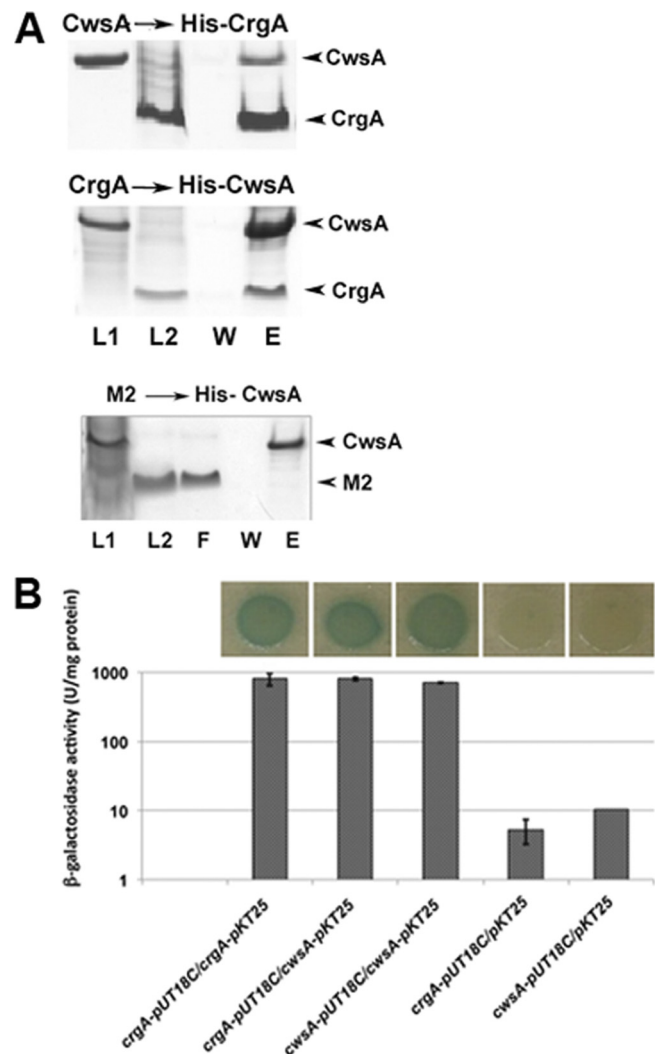 A
CwsA → His-CrgA
CwsA
CrgA
CrgA → His-CwsA
CwsA
CrgA
L1 L2 W E
M2 → His- CwsA
CwsA
M2
L1 L2 F W E
B
β-galactosidase activity (U/mg protein)
1000
100
10
1
crgA-pUT18C/crgA-pKT25
crgA-pUT18C/cwsA-pKT25
cwsA-pUT18C/cwsA-pKT25
crgA-pUT18C/pKT25
cwsA-pUT18C/pKT25